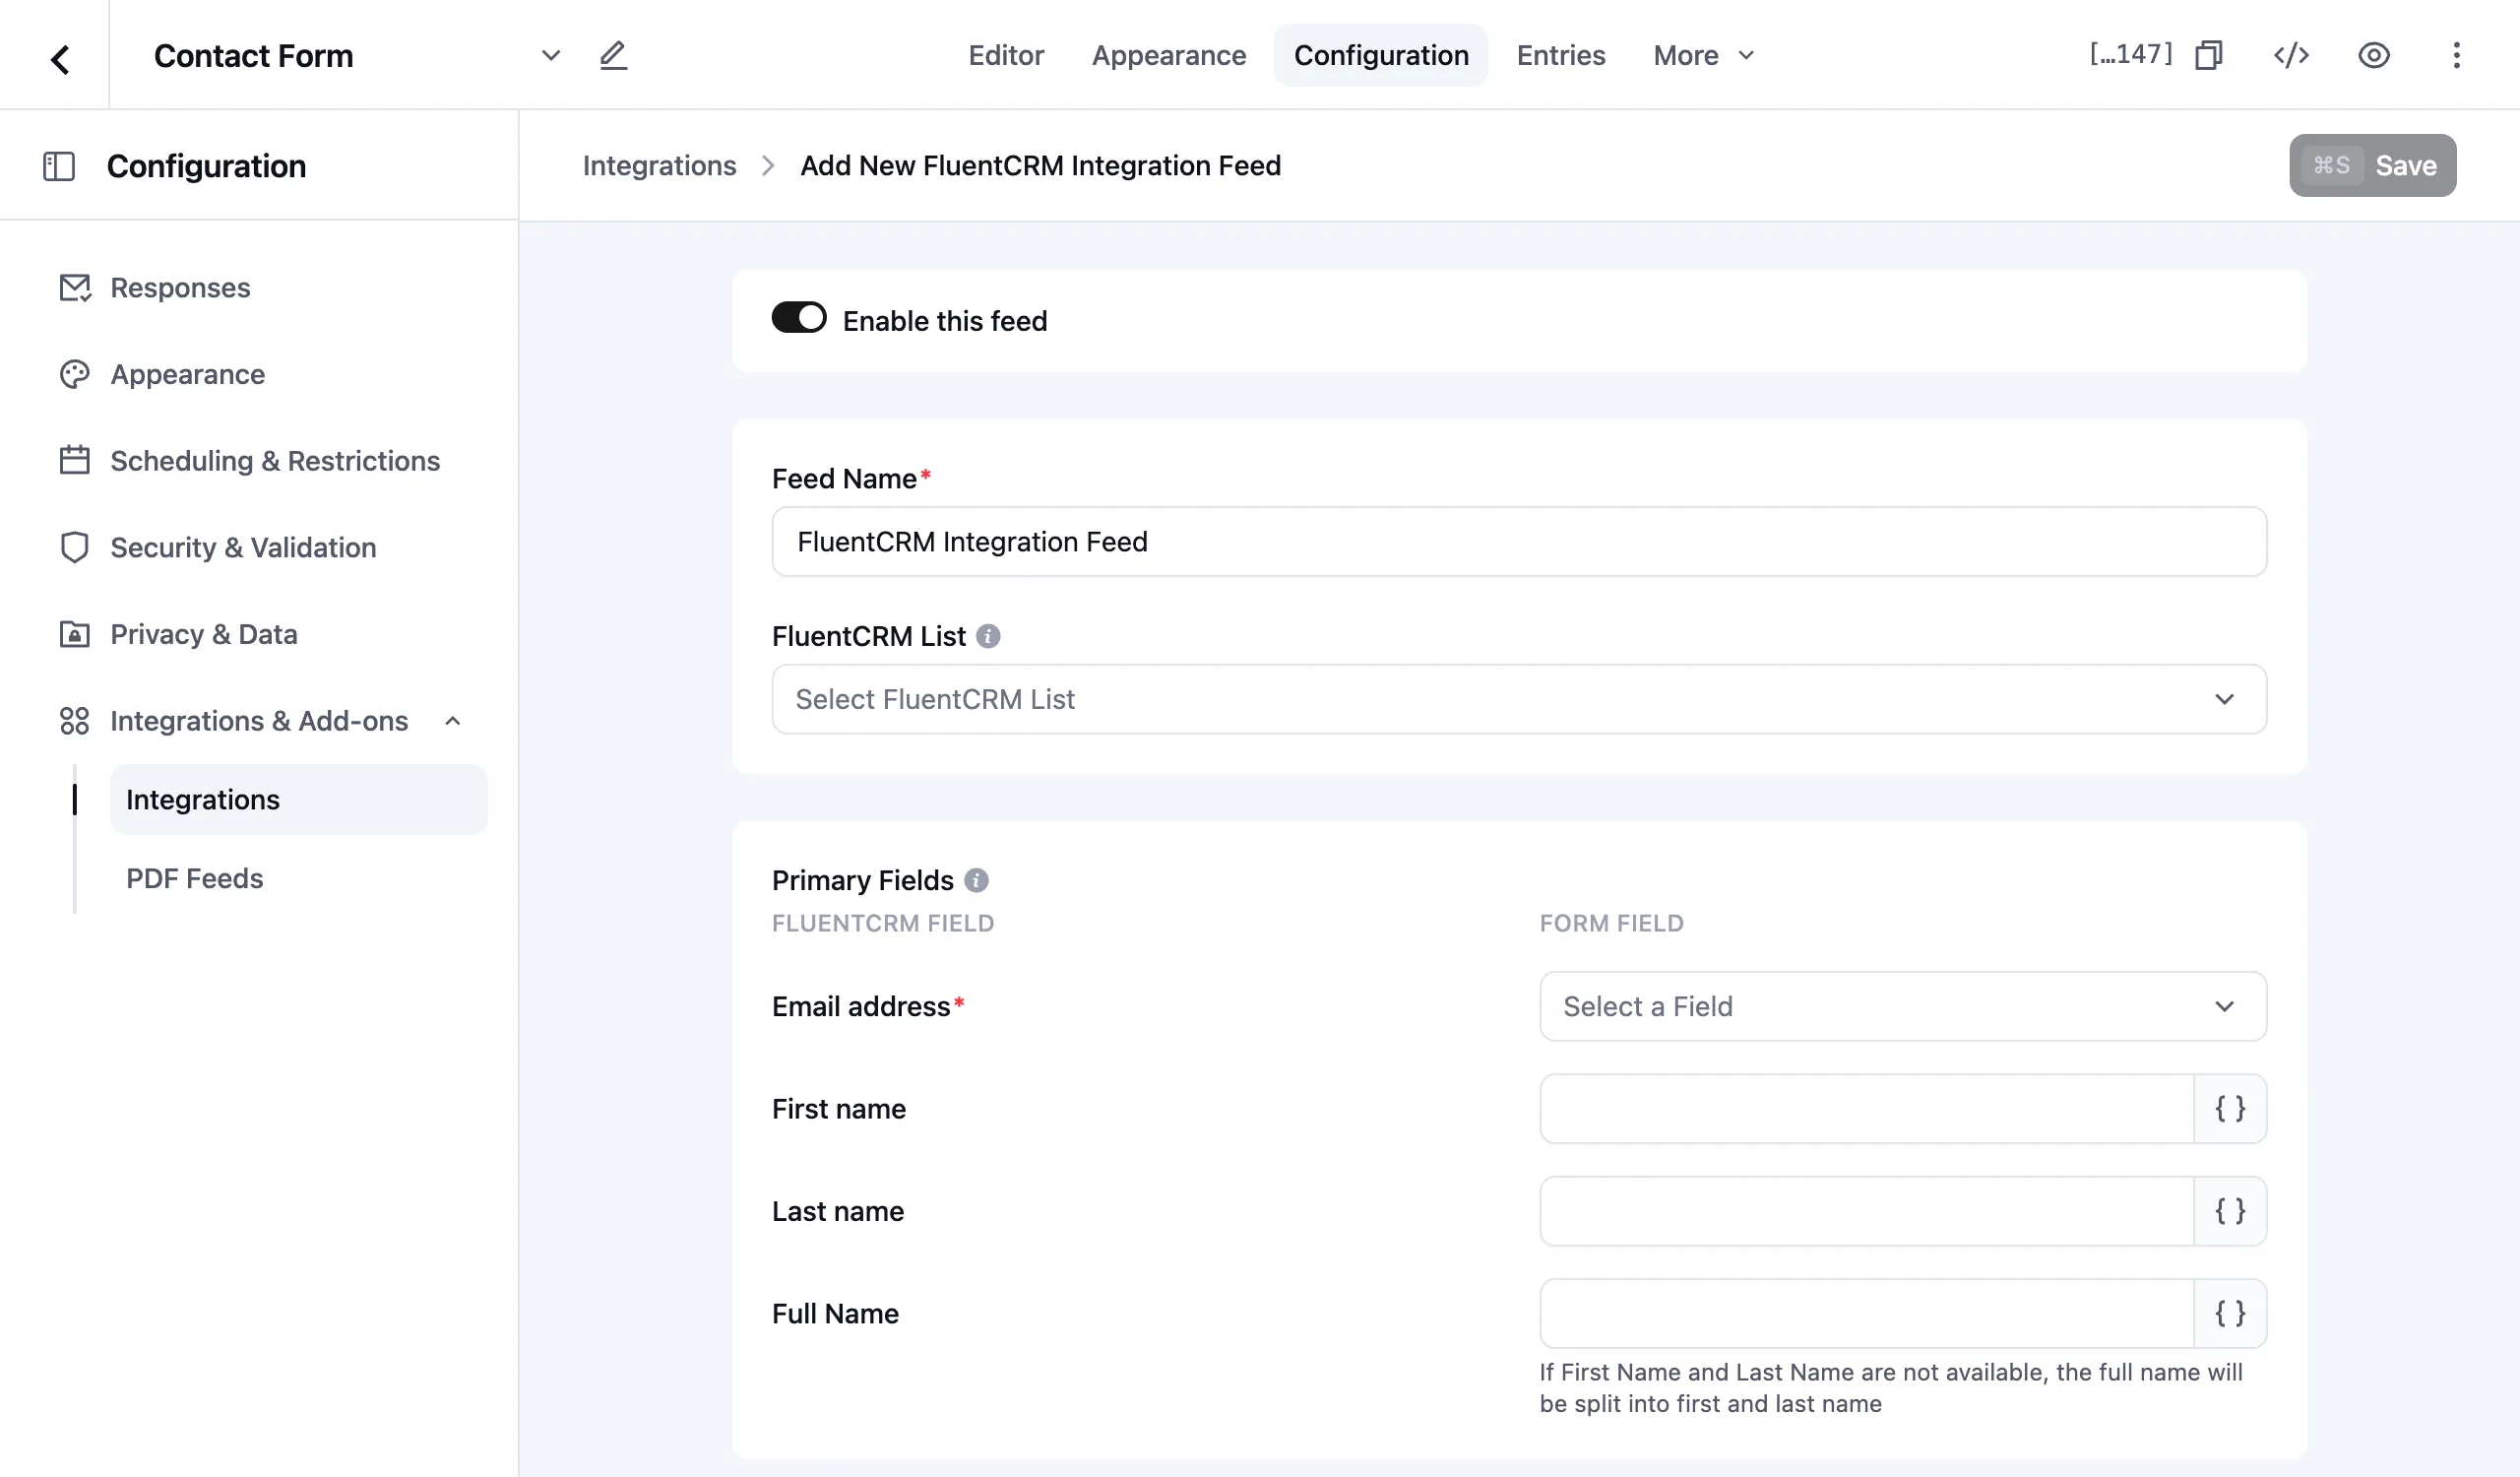 Contact Form
Editor
Appearance
Configuration
Entries
More
[...147]
Configuration
Integrations > Add New FluentCRM Integration Feed
⌘S Save
Responses
Appearance
Scheduling & Restrictions
Security & Validation
Privacy & Data
Integrations & Add-ons
Integrations
PDF Feeds
Enable this feed
Feed Name*
FluentCRM Integration Feed
FluentCRM List
Select FluentCRM List
Primary Fields
FLUENTCRM FIELD
FORM FIELD
Email address*
Select a Field
First name
{ }
Last name
{ }
Full Name
{ }
If First Name and Last Name are not available, the full name will
be split into first and last name